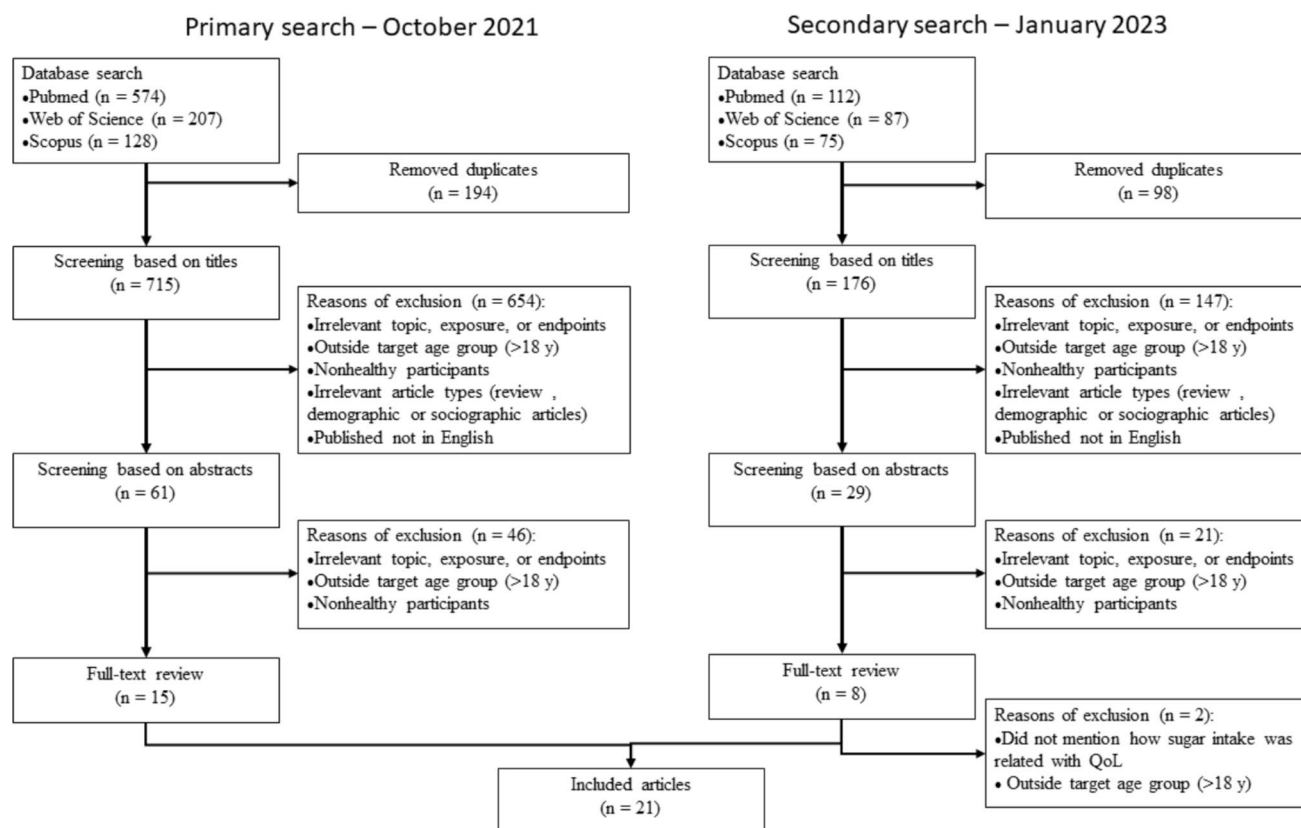 Primary search – October 2021
Database search
•Pubmed (n = 574)
•Web of Science (n = 207)
•Scopus (n = 128)
Removed duplicates
(n = 194)
Screening based on titles
(n = 715)
Reasons of exclusion (n = 654):
•Irrelevant topic, exposure, or endpoints
•Outside target age group (>18 y)
•Nonhealthy participants
•Irrelevant article types (review ,
demographic or sociographic articles)
•Published not in English
Screening based on abstracts
(n = 61)
Reasons of exclusion (n = 46):
•Irrelevant topic, exposure, or endpoints
•Outside target age group (>18 y)
•Nonhealthy participants
Full-text review
(n = 15)
Secondary search – January 2023
Database search
•Pubmed (n = 112)
•Web of Science (n = 87)
•Scopus (n = 75)
Removed duplicates
(n = 98)
Screening based on titles
(n = 176)
Reasons of exclusion (n = 147):
•Irrelevant topic, exposure, or endpoints
•Outside target age group (>18 y)
•Nonhealthy participants
•Irrelevant article types (review ,
demographic or sociographic articles)
•Published not in English
Screening based on abstracts
(n = 29)
Reasons of exclusion (n = 21):
•Irrelevant topic, exposure, or endpoints
•Outside target age group (>18 y)
•Nonhealthy participants
Full-text review
(n = 8)
Reasons of exclusion (n = 2):
•Did not mention how sugar intake was
related with QoL
• Outside target age group (>18 y)
Included articles
(n = 21)